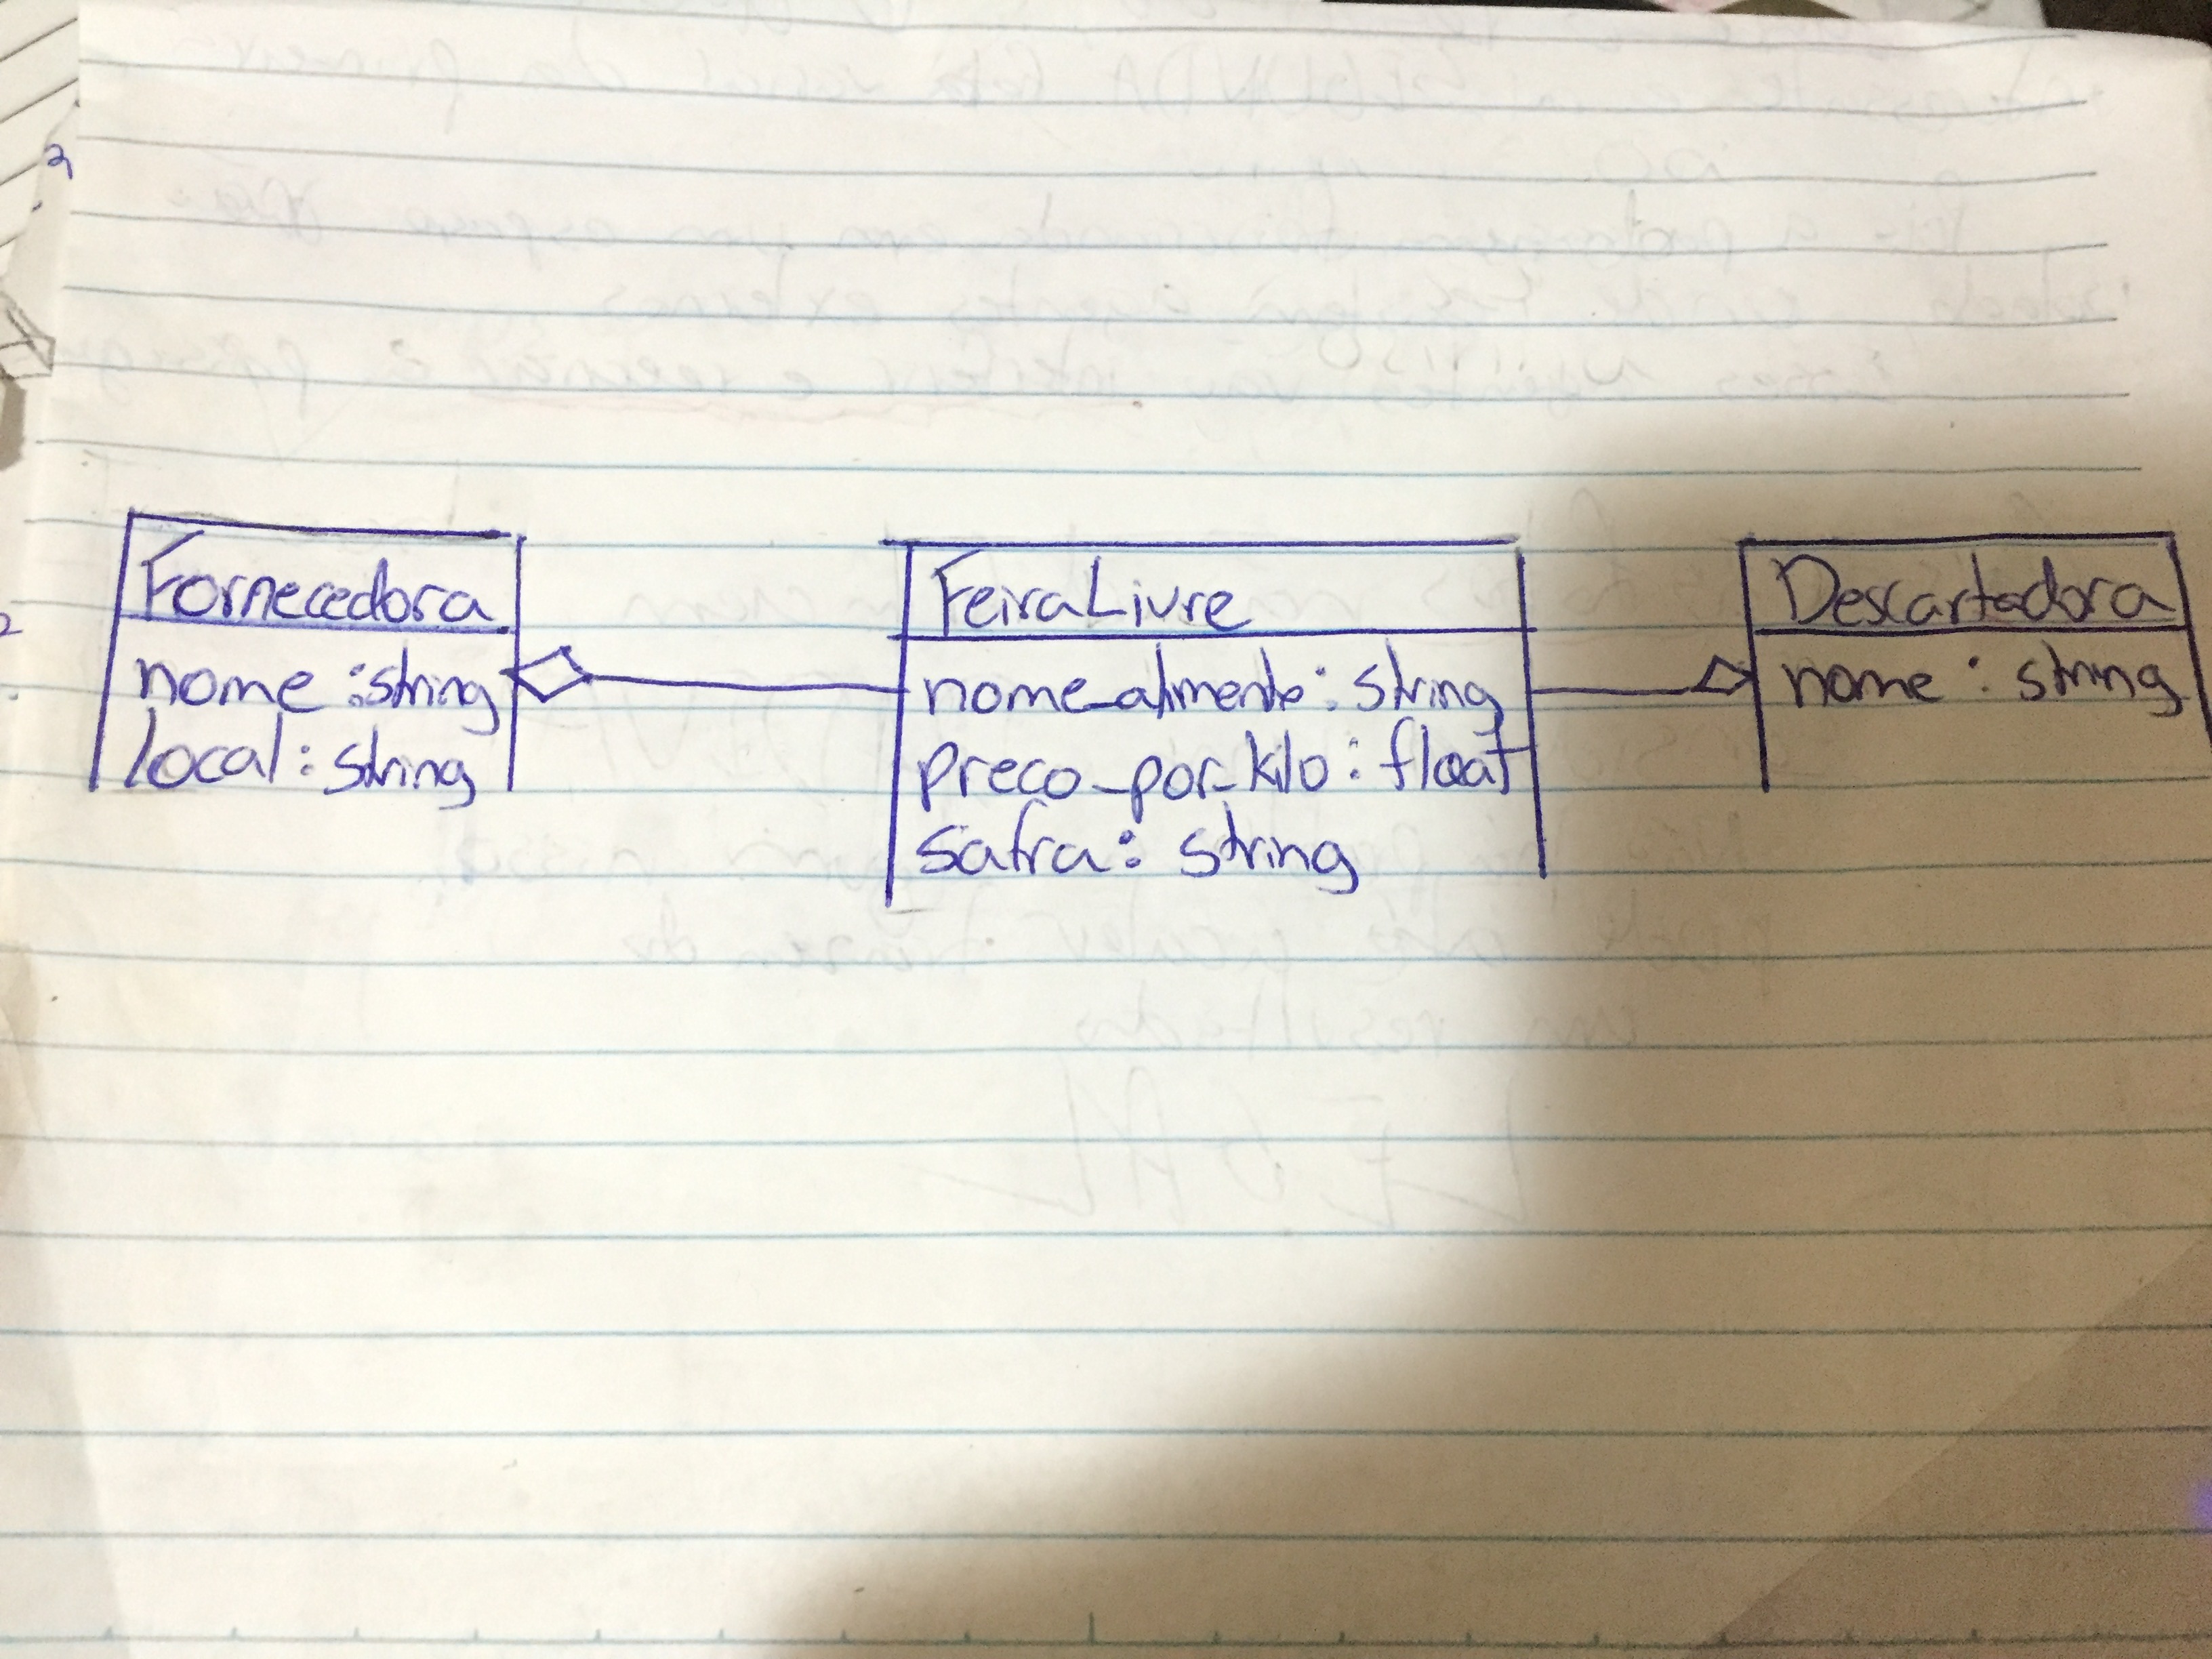 Fornecedora
nome : string
local : string
FeiraLivre
nome_alimento : string
preco_por_kilo : float
safra : string
Descartadora
nome : string